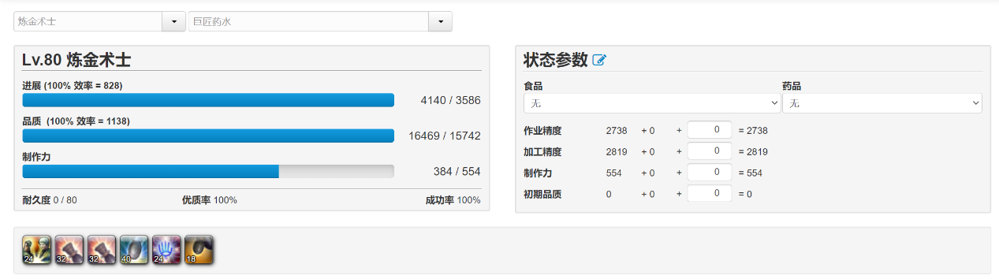 炼金术士 巨匠药水
Lv.80 炼金术士
进展 (100% 效率 = 828)
4140 / 3586
品质 (100% 效率 = 1138)
16469 / 15742
制作力
384 / 554
耐久度 0 / 80 优质率 100% 成功率 100%
状态参数
食品 药品
无 无
作业精度 2738 + 0 + 0 = 2738
加工精度 2819 + 0 + 0 = 2819
制作力 554 + 0 + 0 = 554
初期品质 0 + 0 + 0 = 0
24 32 32 40 24 18